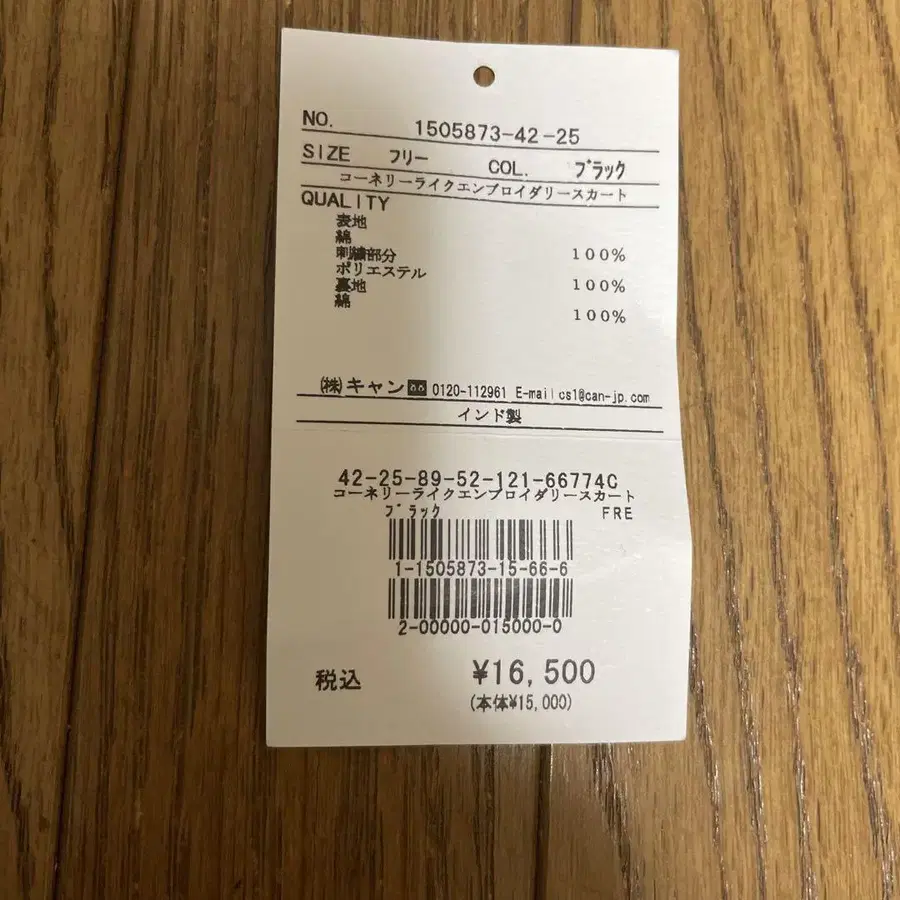 NO. 1505873-42-25
SIZE フリー COL. ブラック
コーネリーライクエンブロイダリースカート
QUALITY
表地
綿 100%
刺繍部分
ポリエステル 100%
裏地
綿 100%
㈱キャン 0120-112961 E-mail cs1@can-jp.com
インド製
42-25-89-52-121-66774C
コーネリーライクエンブロイダリースカート
ブラック FRE
1-1505873-15-66-6
2-00000-015000-0
税込 ¥16,500
(本体¥15,000)